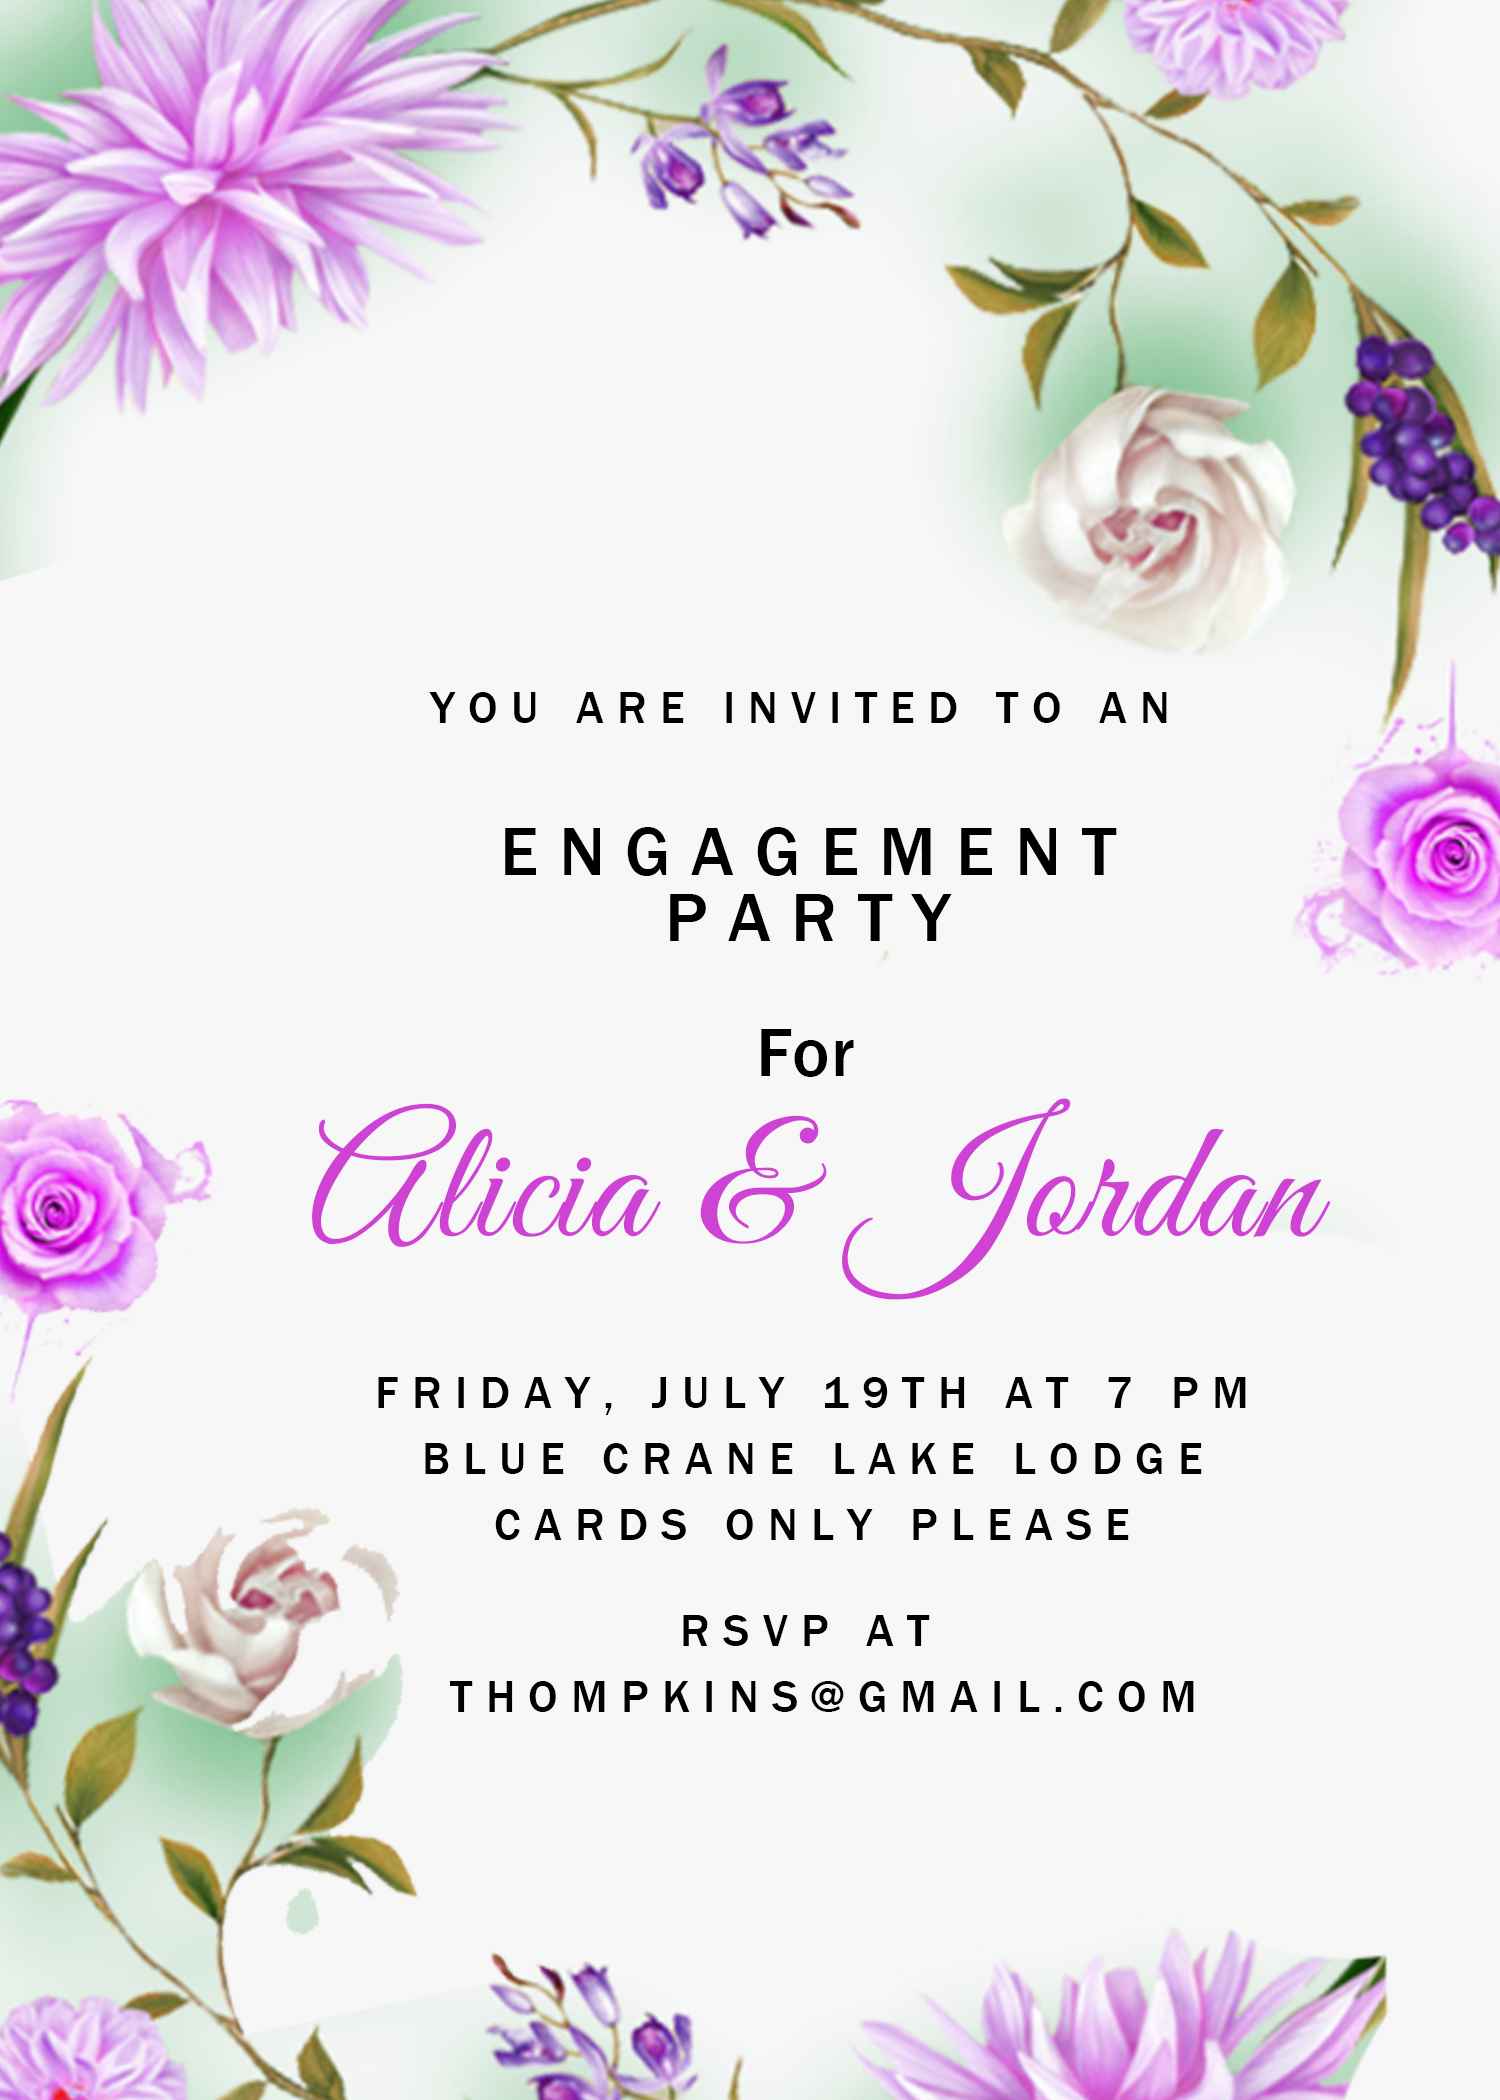 YOU ARE INVITED TO AN
ENGAGEMENT
PARTY
For
Alicia & Jordan
FRIDAY, JULY 19TH AT 7 PM
BLUE CRANE LAKE LODGE
CARDS ONLY PLEASE
RSVP AT
THOMPKINS@GMAIL.COM